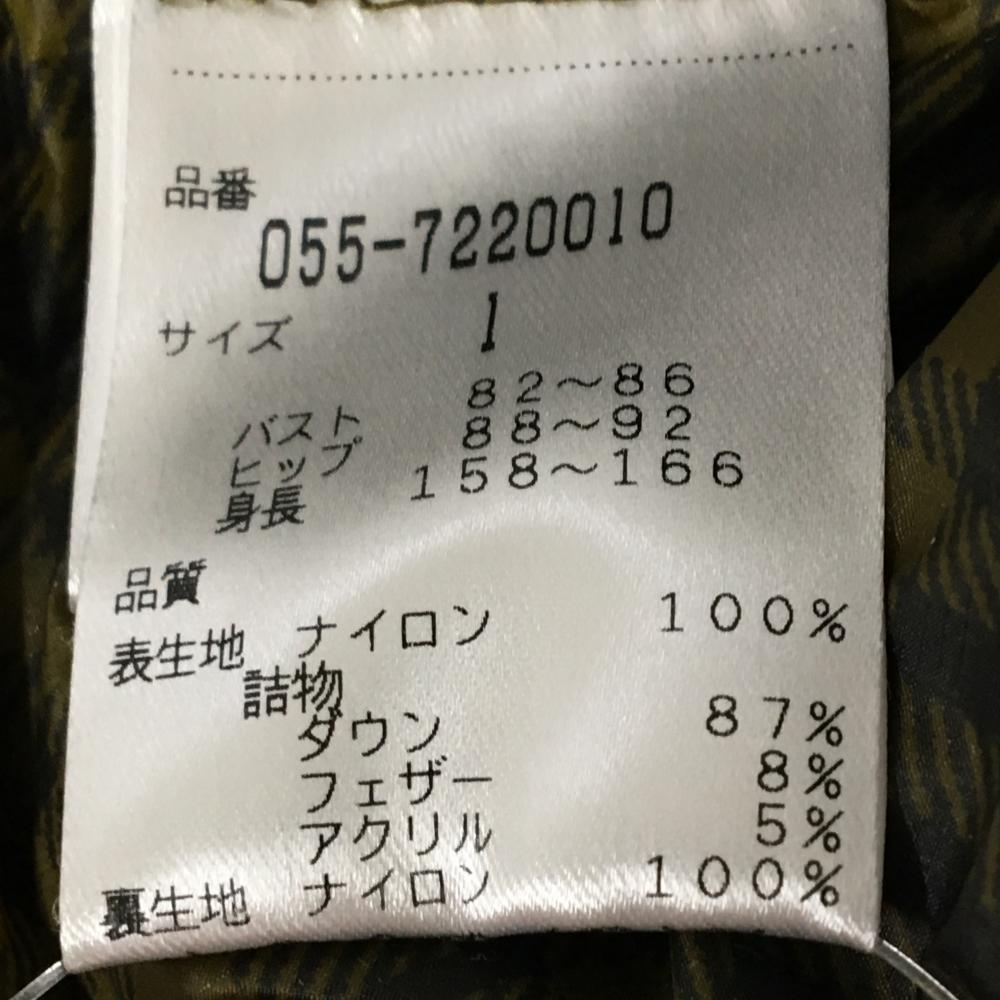 品番
055-7220010
サイズ 1
バスト 82〜86
ヒップ 88〜92
身長 158〜166
品質
表生地 ナイロン 100%
詰物
ダウン 87%
フェザー 8%
アクリル 5%
裏生地 ナイロン 100%